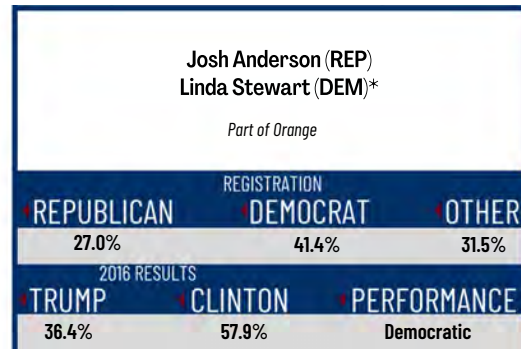 Josh Anderson (REP)
Linda Stewart (DEM)*
Part of Orange
REGISTRATION
REPUBLICAN DEMOCRAT OTHER
27.0% 41.4% 31.5%
2016 RESULTS
TRUMP CLINTON PERFORMANCE
36.4% 57.9% Democratic